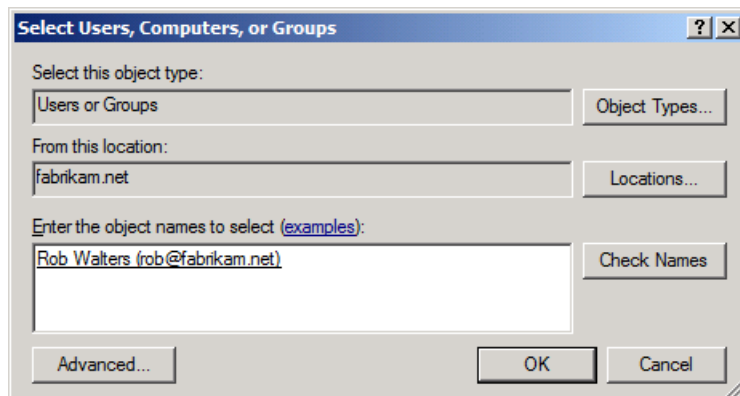 Select Users, Computers, or Groups
Select this object type:
Users or Groups
Object Types...
From this location:
fabrikam.net
Locations...
Enter the object names to select (examples):
Rob Walters (rob@fabrikam.net)
Check Names
Advanced...
OK
Cancel